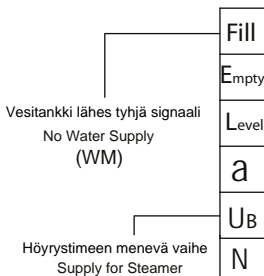 Fill
Empty
Vesitankki lähes tyhjä signaali
No Water Supply
(WM)
Level
a
UB
Höyrystimeen menevä vaihe
Supply for Steamer
N